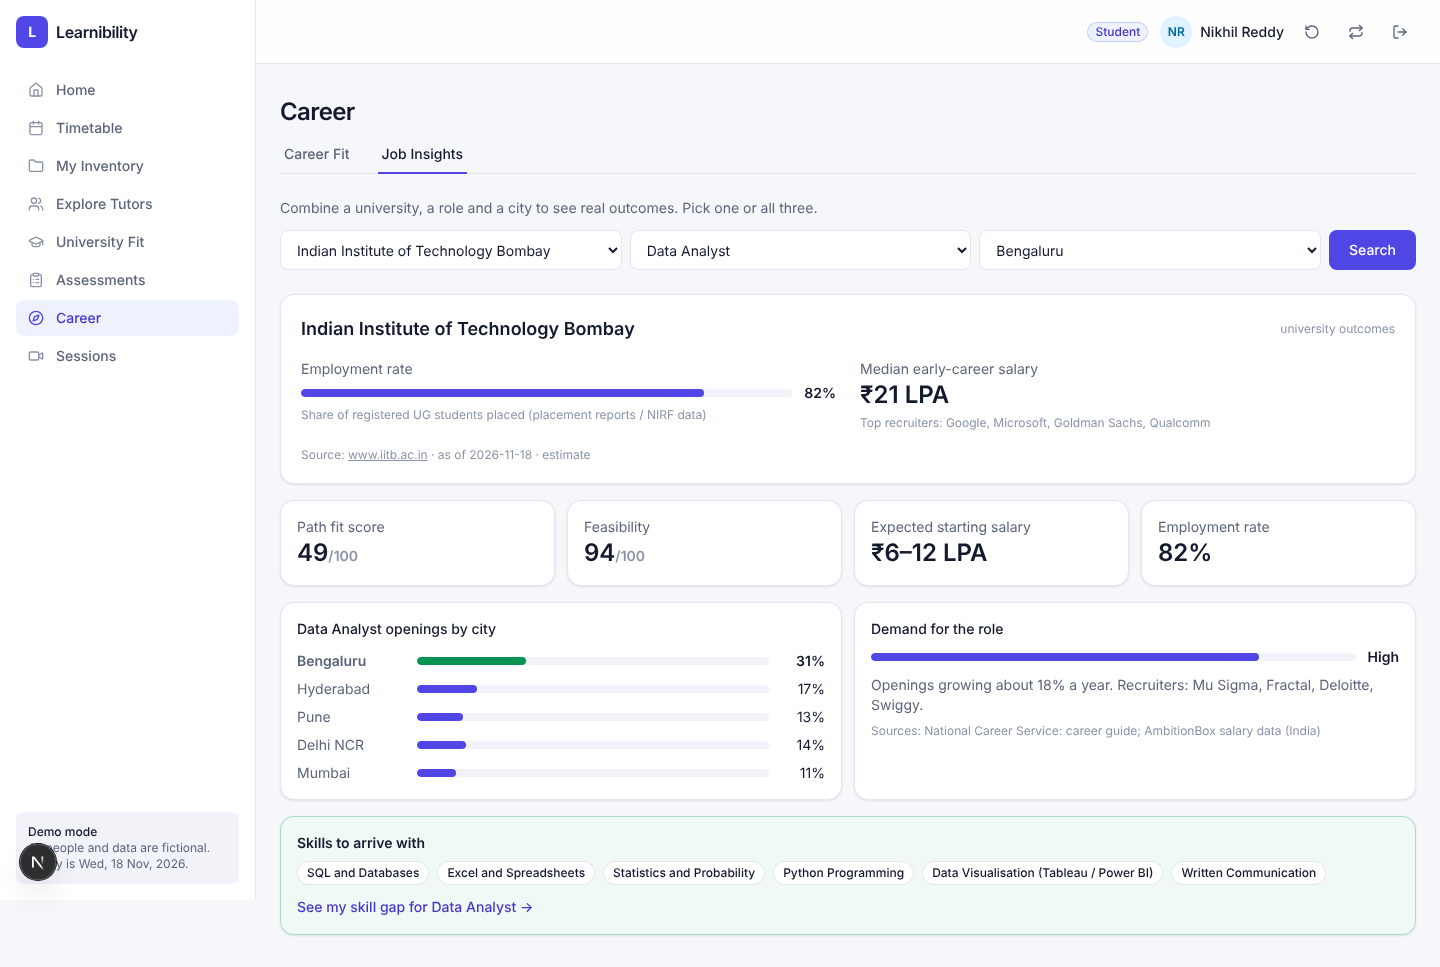 L Learnibility
Student NR Nikhil Reddy
Home
Timetable
My Inventory
Explore Tutors
University Fit
Assessments
Career
Sessions
Demo mode
people and data are fictional.
is Wed, 18 Nov, 2026.
N
Career
Career Fit Job Insights
Combine a university, a role and a city to see real outcomes. Pick one or all three.
Indian Institute of Technology Bombay Data Analyst Bengaluru Search
Indian Institute of Technology Bombay university outcomes
Employment rate
82%
Share of registered UG students placed (placement reports / NIRF data)
Median early-career salary
₹21 LPA
Top recruiters: Google, Microsoft, Goldman Sachs, Qualcomm
Source: www.iitb.ac.in · as of 2026-11-18 · estimate
Path fit score
49/100
Feasibility
94/100
Expected starting salary
₹6–12 LPA
Employment rate
82%
Data Analyst openings by city
Bengaluru 31%
Hyderabad 17%
Pune 13%
Delhi NCR 14%
Mumbai 11%
Demand for the role
High
Openings growing about 18% a year. Recruiters: Mu Sigma, Fractal, Deloitte,
Swiggy.
Sources: National Career Service: career guide; AmbitionBox salary data (India)
Skills to arrive with
SQL and Databases Excel and Spreadsheets Statistics and Probability Python Programming Data Visualisation (Tableau / Power BI) Written Communication
See my skill gap for Data Analyst →